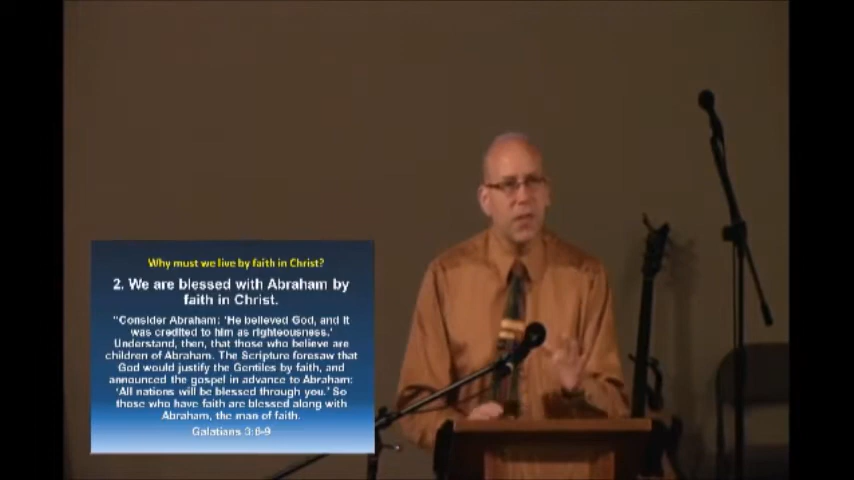 Why must we live by faith in Christ?
2. We are blessed with Abraham by
faith in Christ.
"Consider Abraham: 'He believed God, and it
was credited to him as righteousness.'
Understand, then, that those who believe are
children of Abraham. The Scripture foresaw that
God would justify the Gentiles by faith, and
announced the gospel in advance to Abraham:
'All nations will be blessed through you.' So
those who have faith are blessed along with
Abraham, the man of faith.
Galatians 3:6-9